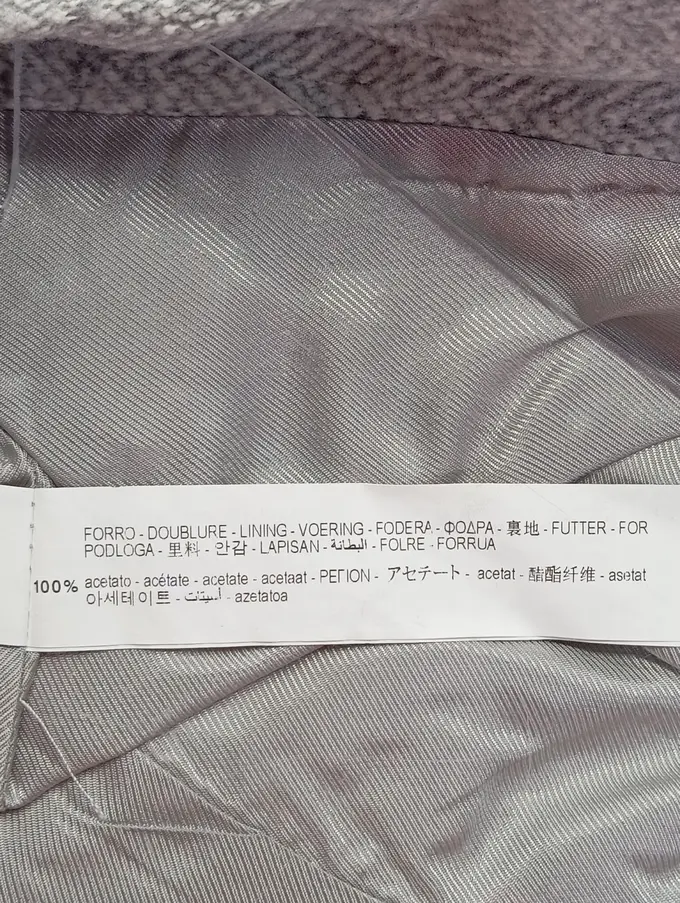 FORRO - DOUBLURE - LINING - VOERING - FODERA - ΦΟΔΡΑ - 裏地 - FUTTER - FOR
PODLOGA - 里料 - 안감 - LAPISAN - البطانة - FOLRE - FORRUA
100% acetato - acétate - acetate - acetaat - ΡΕΓΙΟΝ - アセテート - acetat - 醋酯纤维 - asetat
아세테이트 - أسيتات - azetatoa